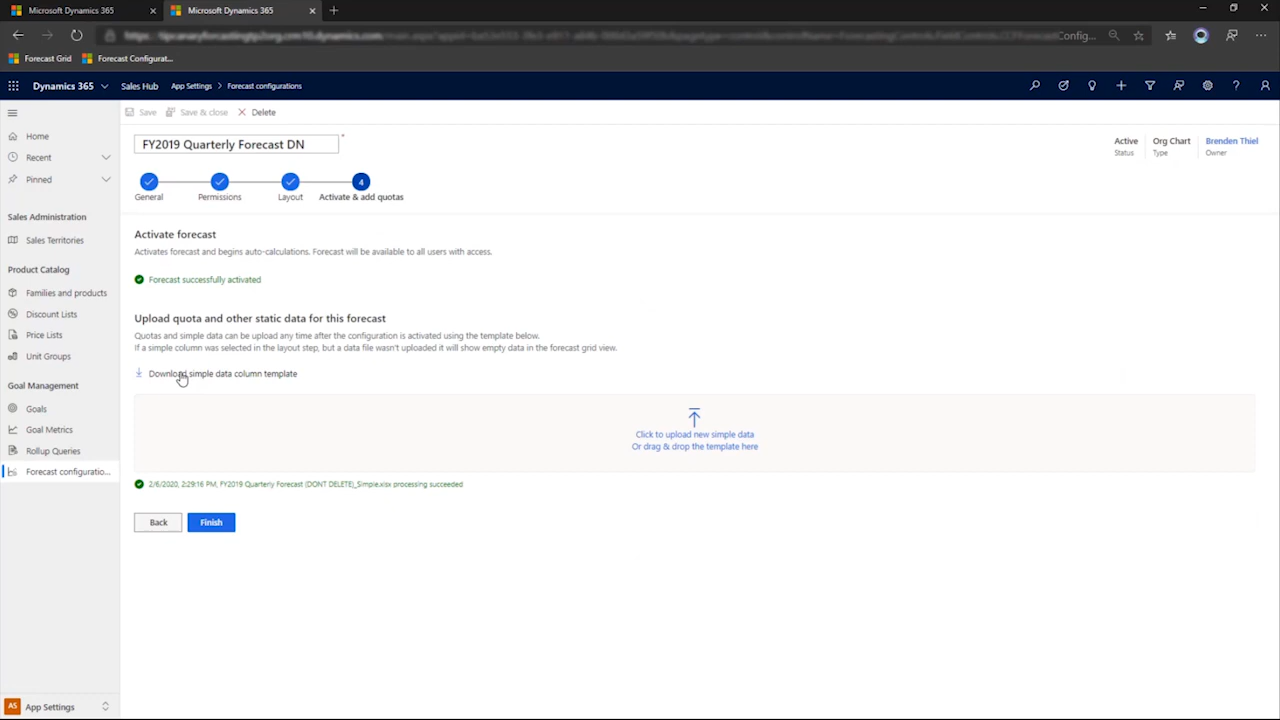 Microsoft Dynamics 365
Microsoft Dynamics 365
Config...
Forecast Grid
Forecast Configurat...
Dynamics 365
Sales Hub
App Settings > Forecast configurations
Save
Save & close
Delete
Home
Recent
Pinned
Sales Administration
Sales Territories
Product Catalog
Families and products
Discount Lists
Price Lists
Unit Groups
Goal Management
Goals
Goal Metrics
Rollup Queries
Forecast configuratio...
AS
App Settings
FY2019 Quarterly Forecast DN
*
Active
Status
Org Chart
Type
Brenden Thiel
Owner
General
Permissions
Layout
4
Activate & add quotas
Activate forecast
Activates forecast and begins auto-calculations. Forecast will be available to all users with access.
Forecast successfully activated
Upload quota and other static data for this forecast
Quotas and simple data can be upload any time after the configuration is activated using the template below.
If a simple column was selected in the layout step, but a data file wasn't uploaded it will show empty data in the forecast grid view.
Download simple data column template
Click to upload new simple data
Or drag & drop the template here
2/6/2020, 2:29:16 PM, FY2019 Quarterly Forecast (DONT DELETE)_Simple.xlsx processing succeeded
Back
Finish